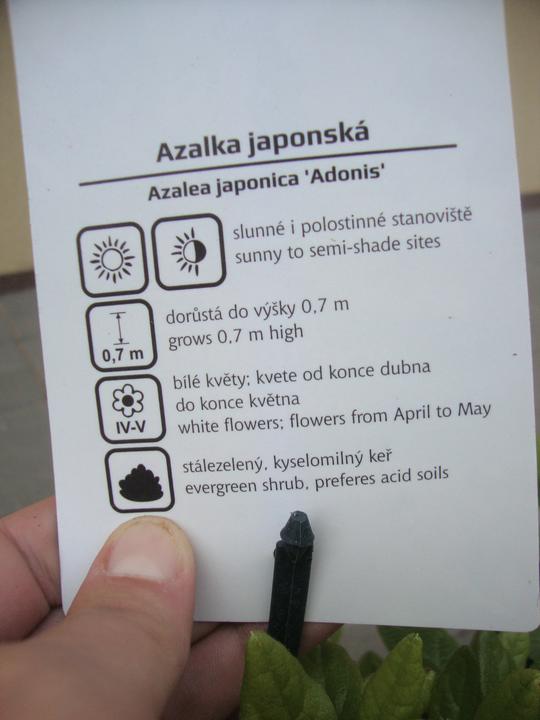 Azalka japonská
Azalea japonica 'Adonis'
slunné i polostinné stanoviště
sunny to semi-shade sites
dorůstá do výšky 0,7 m
grows 0,7 m high
0,7 m
bílé květy; kvete od konce dubna
do konce května
white flowers; flowers from April to May
IV-V
stálezelený, kyselomilný keř
evergreen shrub, preferes acid soils